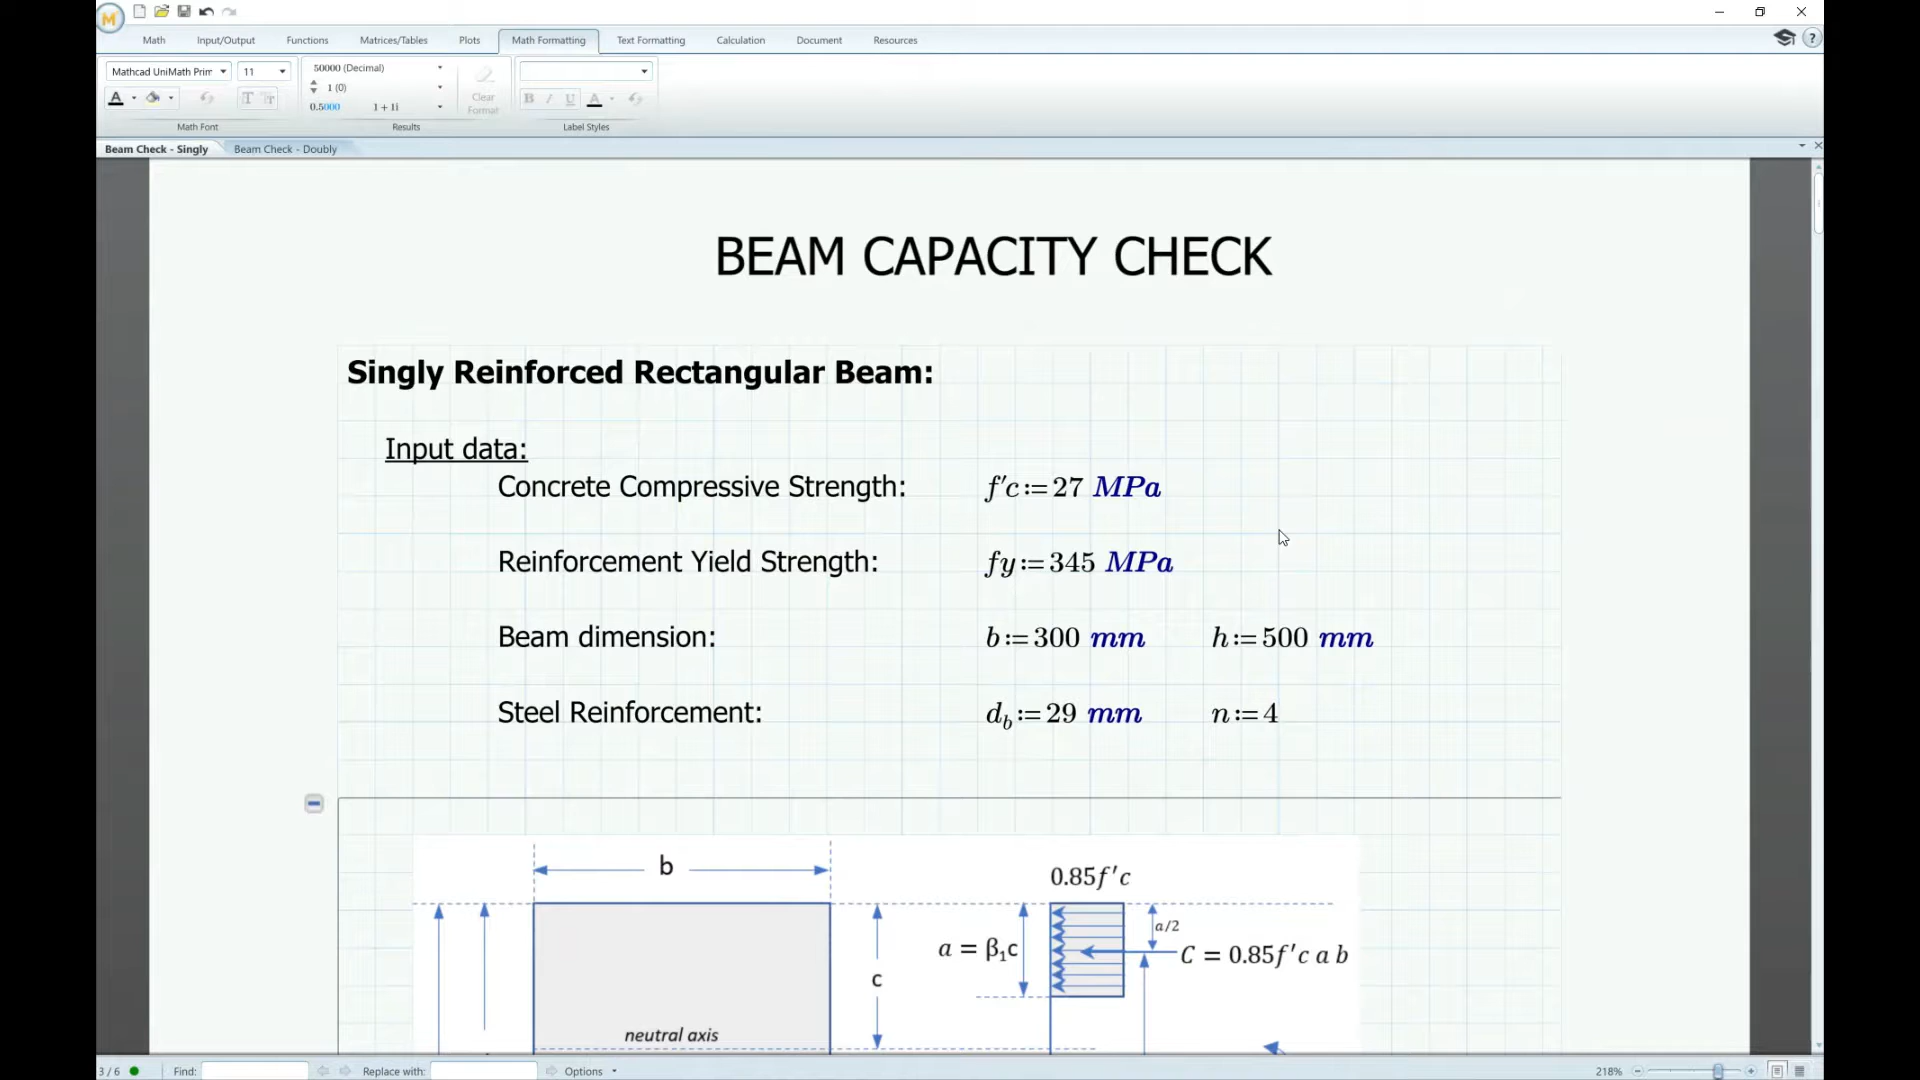 M
Math Input/Output Functions Matrices/Tables Plots Math Formatting Text Formatting Calculation Document Resources
?
Mathcad UniMath Prim 11 50000 (Decimal)
1 (0)
A T Tr 0.5000 1 + 1i Clear Format B I U A
Math Font Results Label Styles
Beam Check - Singly Beam Check - Doubly
BEAM CAPACITY CHECK
Singly Reinforced Rectangular Beam:
Input data:
Concrete Compressive Strength: f′c:=27 MPa
Reinforcement Yield Strength: fy:=345 MPa
Beam dimension: b:=300 mm h:=500 mm
Steel Reinforcement: d_b:=29 mm n:=4
b 0.85f′c
a/2
a = β₁c C = 0.85f′c a b
c
neutral axis
3 / 6 Find: Replace with: Options 218%